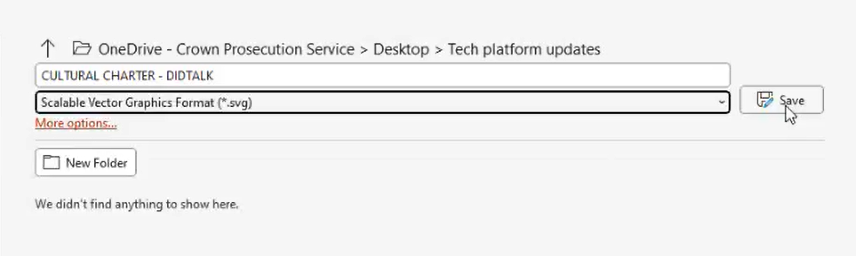 OneDrive - Crown Prosecution Service > Desktop > Tech platform updates
CULTURAL CHARTER - DIDTALK
Scalable Vector Graphics Format (*.svg)
Save
More options...
New Folder
We didn't find anything to show here.